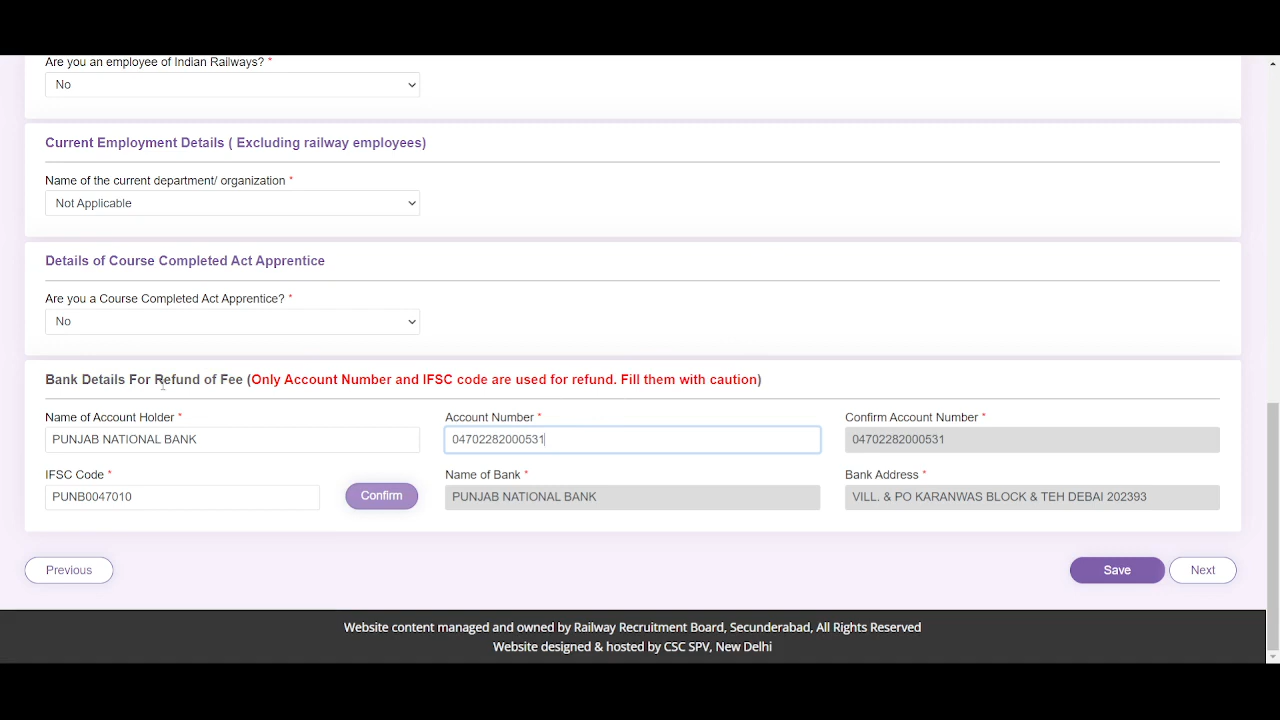 Are you an employee of Indian Railways? *
No
Current Employment Details ( Excluding railway employees)
Name of the current department/ organization *
Not Applicable
Details of Course Completed Act Apprentice
Are you a Course Completed Act Apprentice? *
No
Bank Details For Refund of Fee (Only Account Number and IFSC code are used for refund. Fill them with caution)
Name of Account Holder * Account Number * Confirm Account Number *
PUNJAB NATIONAL BANK 04702282000531 04702282000531
IFSC Code * Name of Bank * Bank Address *
PUNB0047010 Confirm PUNJAB NATIONAL BANK VILL. & PO KARANWAS BLOCK & TEH DEBAI 202393
Previous Save Next
Website content managed and owned by Railway Recruitment Board, Secunderabad, All Rights Reserved
Website designed & hosted by CSC SPV, New Delhi